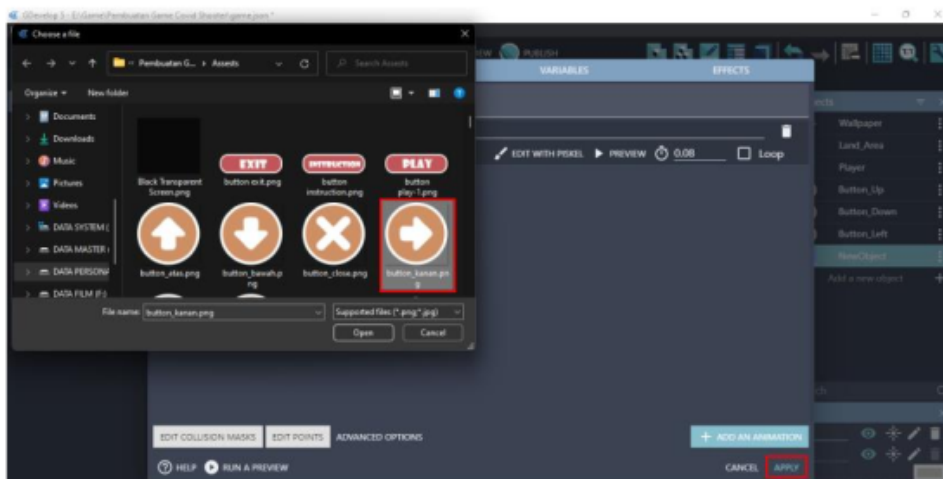 GDevelop 5 - E:\Game\Pembuatan Game Covid Shooter\game.json *
Choose a file
Pembuatan G... > Assests
Search Assests
PUBLISH
VARIABLES
EFFECTS
Organize
New folder
Documents
Downloads
Music
Pictures
Videos
DATA SYSTEM (
DATA MASTER
DATA PERSONA
DATA FILM (F:)
EXIT
INSTRUCTION
PLAY
Block Transparent
Screen.png
button exit.png
button
instruction.png
button
play-1.png
button_atas.png
button_bawah.p
ng
button_close.png
button_kanan.pn
g
File name:
button_kanan.png
Supported files (*.png;*.jpg)
Open
Cancel
EDIT WITH PISKEL
PREVIEW
0.08
Loop
Wallpaper
Land_Area
Player
Button_Up
Button_Down
Button_Left
NewObject
Add a new object
EDIT COLLISION MASKS
EDIT POINTS
ADVANCED OPTIONS
+ ADD AN ANIMATION
HELP
RUN A PREVIEW
CANCEL
APPLY